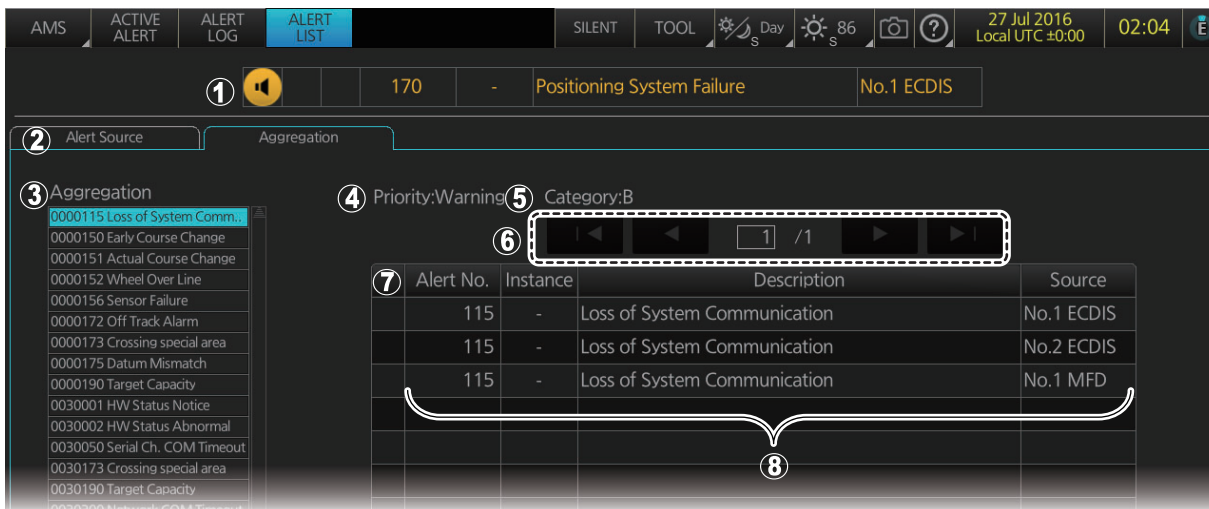 AMS ACTIVE ALERT ALERT LOG ALERT LIST SILENT TOOL S Day S 86 ? 27 Jul 2016 Local UTC ±0:00 02:04 E
1 170 - Positioning System Failure No.1 ECDIS
2 Alert Source Aggregation
3 Aggregation
4 Priority:Warning 5 Category:B
0000115 Loss of System Comm..
0000150 Early Course Change
0000151 Actual Course Change
0000152 Wheel Over Line
0000156 Sensor Failure
0000172 Off Track Alarm
0000173 Crossing special area
0000175 Datum Mismatch
0000190 Target Capacity
0030001 HW Status Notice
0030002 HW Status Abnormal
0030050 Serial Ch. COM Timeout
0030173 Crossing special area
0030190 Target Capacity
6 1 /1
7 Alert No. Instance Description Source
115 - Loss of System Communication No.1 ECDIS
115 - Loss of System Communication No.2 ECDIS
115 - Loss of System Communication No.1 MFD
8